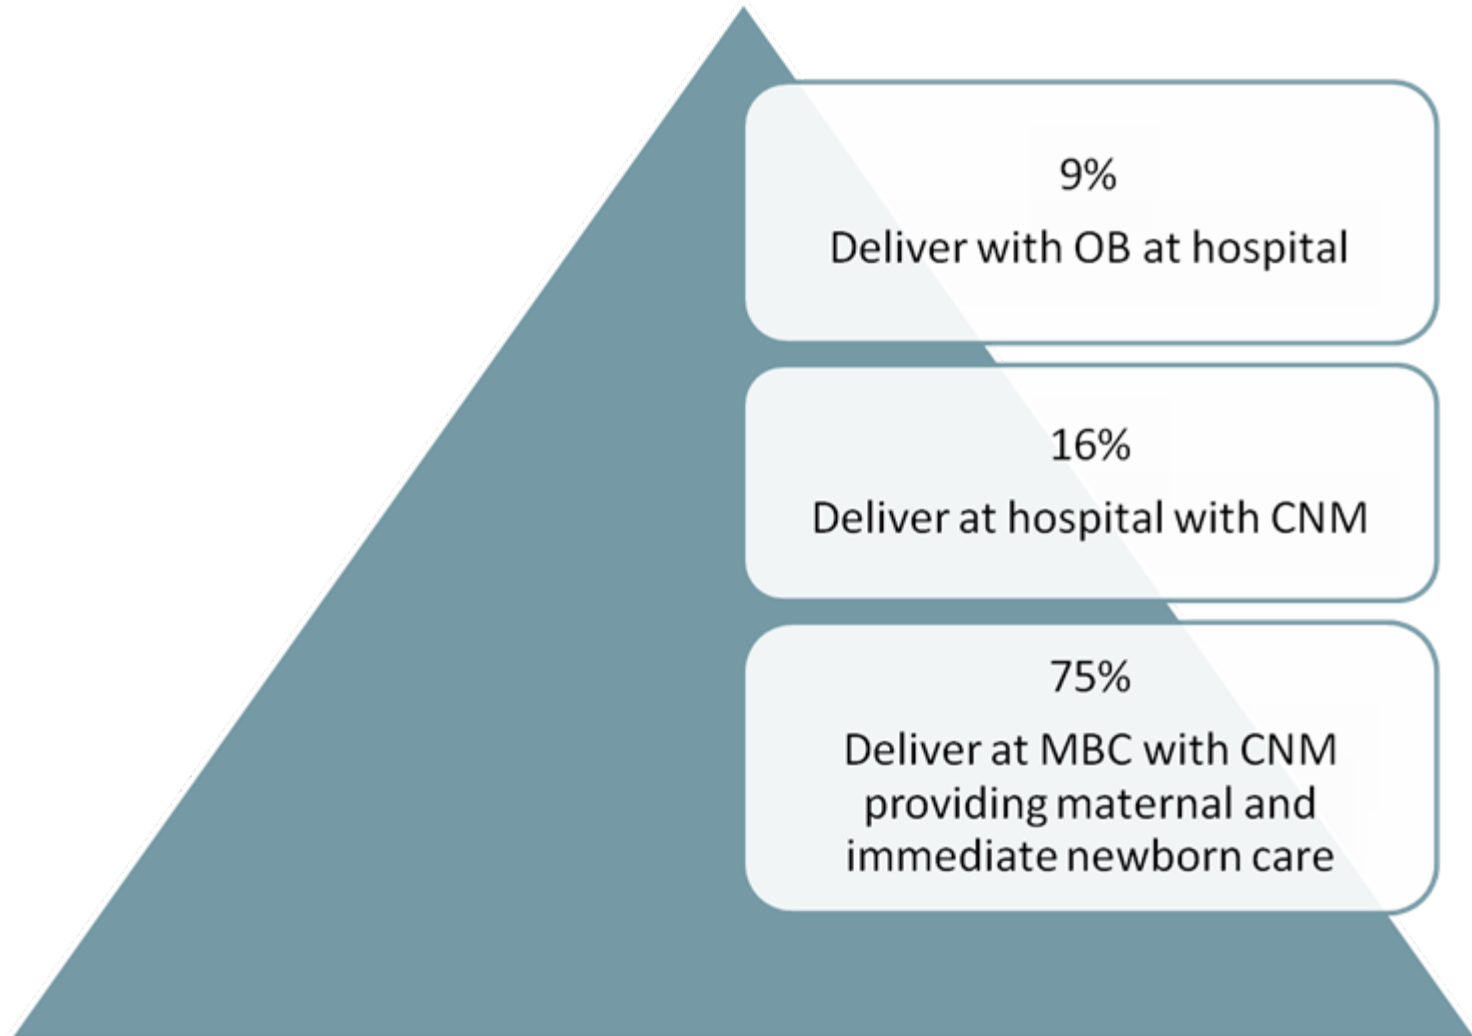 9%
Deliver with OB at hospital
16%
Deliver at hospital with CNM
75%
Deliver at MBC with CNM
providing maternal and
immediate newborn care